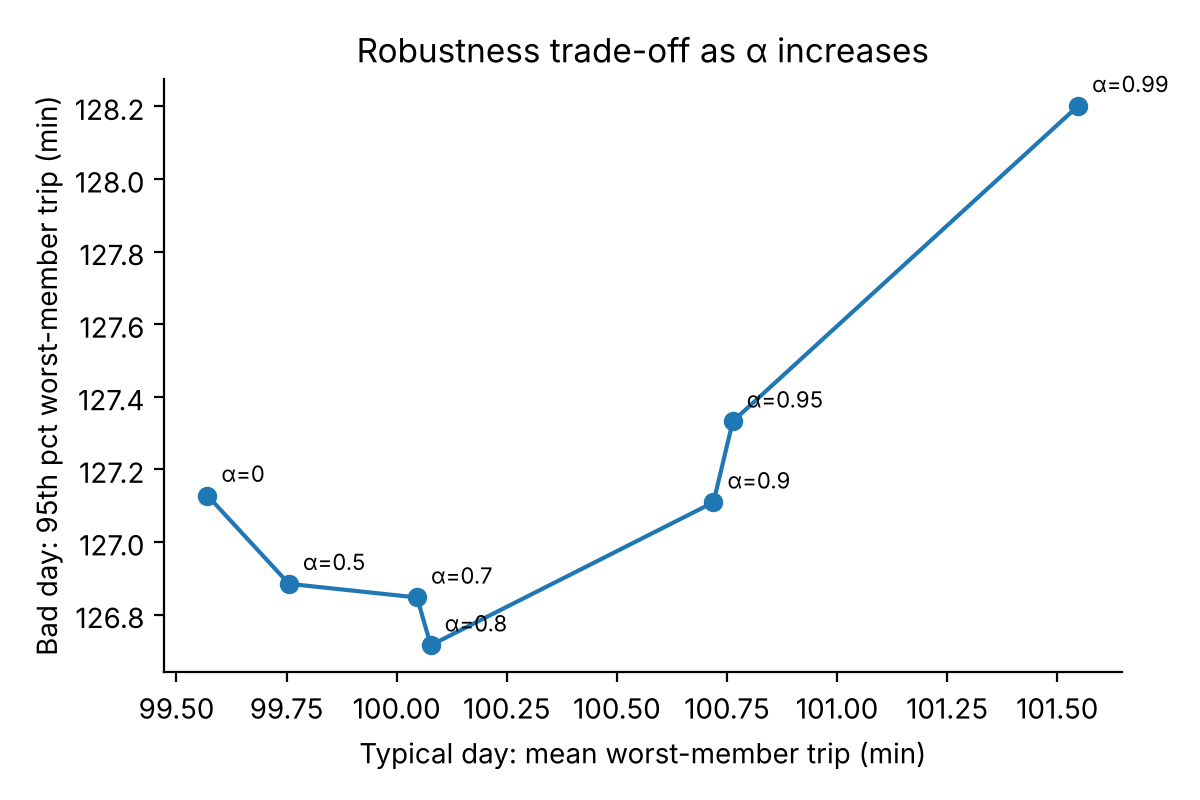 Robustness trade-off as α increases
Bad day: 95th pct worst-member trip (min)
128.2
128.0
127.8
127.6
127.4
127.2
127.0
126.8
α=0.99
α=0.95
α=0.9
α=0
α=0.5
α=0.7
α=0.8
99.50 99.75 100.00 100.25 100.50 100.75 101.00 101.25 101.50
Typical day: mean worst-member trip (min)